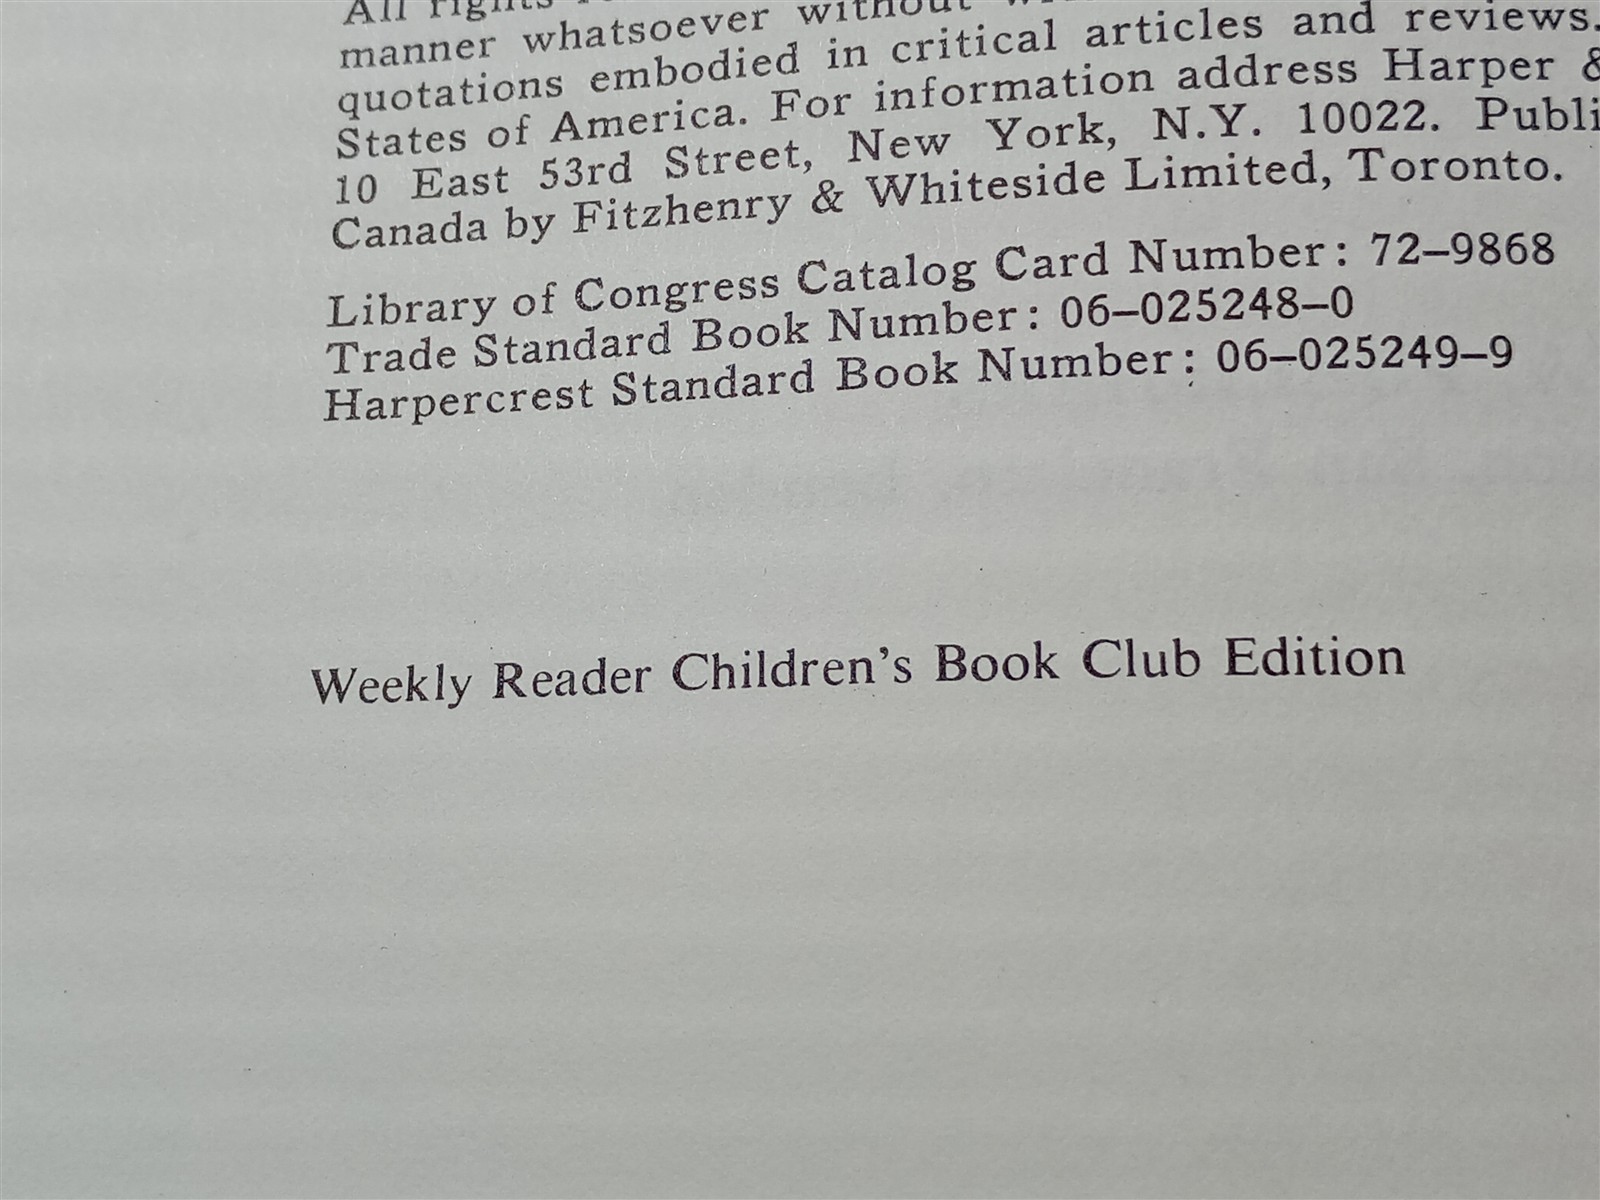 All rights
manner whatsoever without
quotations embodied in critical articles and reviews.
States of America. For information address Harper &
10 East 53rd Street, New York, N.Y. 10022. Publi
Canada by Fitzhenry & Whiteside Limited, Toronto.
Library of Congress Catalog Card Number: 72–9868
Trade Standard Book Number: 06–025248–0
Harpercrest Standard Book Number: 06–025249–9
Weekly Reader Children's Book Club Edition